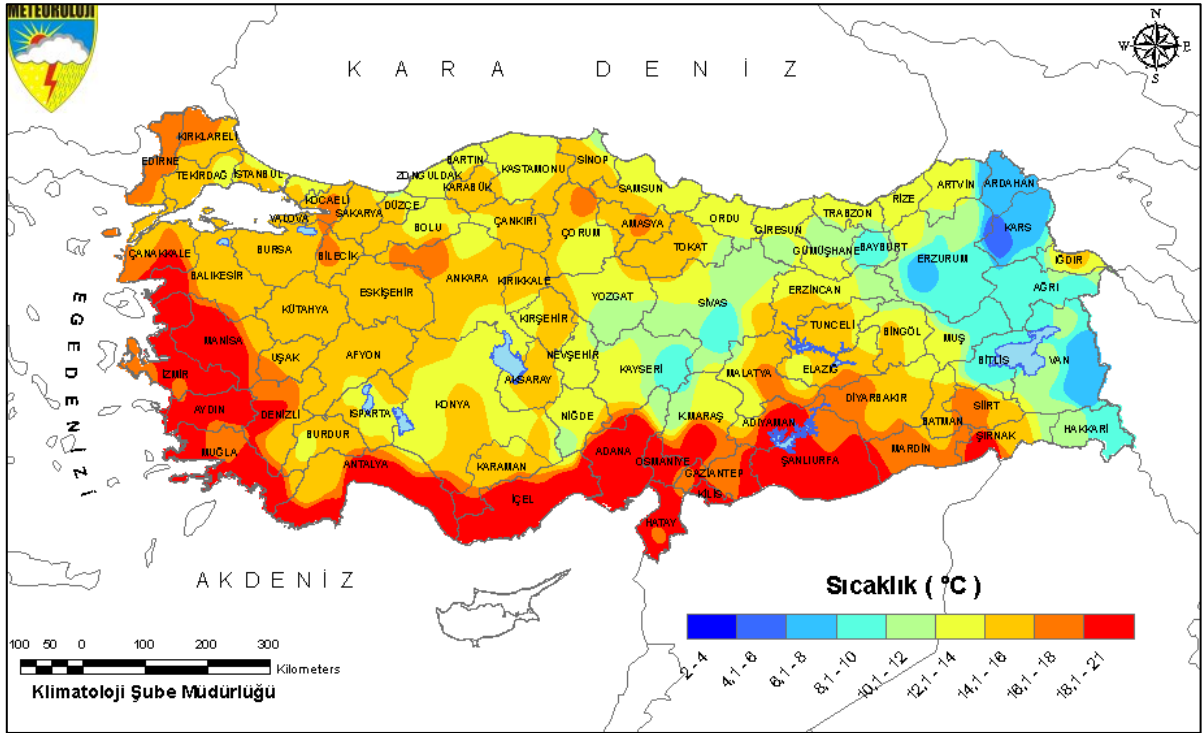 METEUROLOJI
N
W E
S
KARA DENİZ
KIRKLARELİ
EDİRNE
TEKİRDAĞ
İSTANBUL
KOCAELİ
YALOVA
SAKARYA
DÜZCE
ZONGULDAK
BARTIN
KARABÜK
KASTAMONU
SİNOP
SAMSUN
BOLU
ÇANKIRI
ÇORUM
AMASYA
TOKAT
ORDU
GİRESUN
TRABZON
RİZE
ARTVİN
ARDAHAN
KARS
GÜMÜŞHANE
BAYBURT
ERZURUM
IĞDIR
AĞRI
ÇANAKKALE
BALIKESİR
BURSA
BİLECİK
ESKİŞEHİR
ANKARA
KIRIKKALE
YOZGAT
SİVAS
ERZİNCAN
TUNCELİ
BİNGÖL
MUŞ
BİTLİS
VAN
KÜTAHYA
MANİSA
UŞAK
AFYON
KIRŞEHİR
NEVŞEHİR
AKSARAY
KAYSERİ
MALATYA
ELAZIĞ
İZMİR
AYDIN
DENİZLİ
ISPARTA
BURDUR
KONYA
NİĞDE
K.MARAŞ
ADIYAMAN
DİYARBAKIR
BATMAN
SİİRT
ŞIRNAK
HAKKARİ
MUĞLA
ANTALYA
KARAMAN
İÇEL
ADANA
OSMANİYE
GAZİANTEP
KİLİS
ŞANLIURFA
MARDİN
HATAY
EGE DENİZİ
AKDENİZ
Sıcaklık ( °C )
2 - 4
4,1 - 6
6,1 - 8
8,1 - 10
10,1 - 12
12,1 - 14
14,1 - 16
16,1 - 18
18,1 - 21
100 50 0 100 200 300
Kilometers
Klimatoloji Şube Müdürlüğü